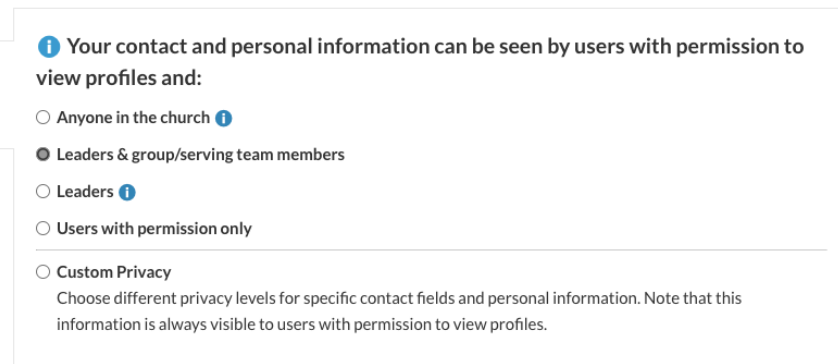 Your contact and personal information can be seen by users with permission to
view profiles and:
Anyone in the church
Leaders & group/serving team members
Leaders
Users with permission only
Custom Privacy
Choose different privacy levels for specific contact fields and personal information. Note that this
information is always visible to users with permission to view profiles.